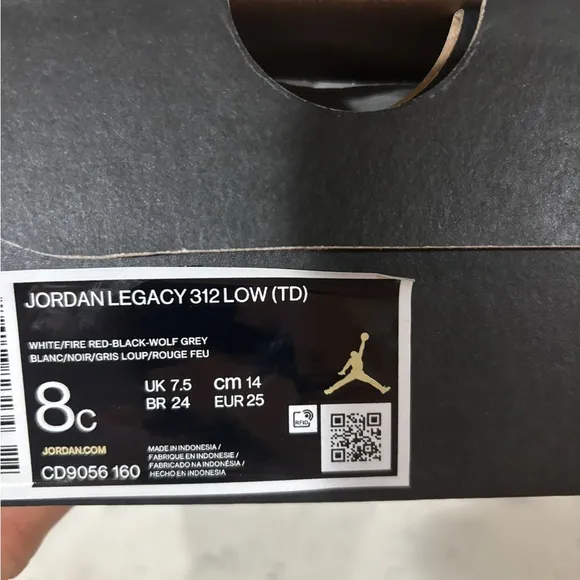 JORDAN LEGACY 312 LOW (TD)
WHITE/FIRE RED-BLACK-WOLF GREY
BLANC/NOIR/GRIS LOUP/ROUGE FEU
8C
UK 7.5 cm 14
BR 24 EUR 25
RFID
JORDAN.COM
CD9056 160
MADE IN INDONESIA /
FABRIQUE EN INDONESIE /
FABRICADO NA INDONÉSIA /
HECHO EN INDONESIA